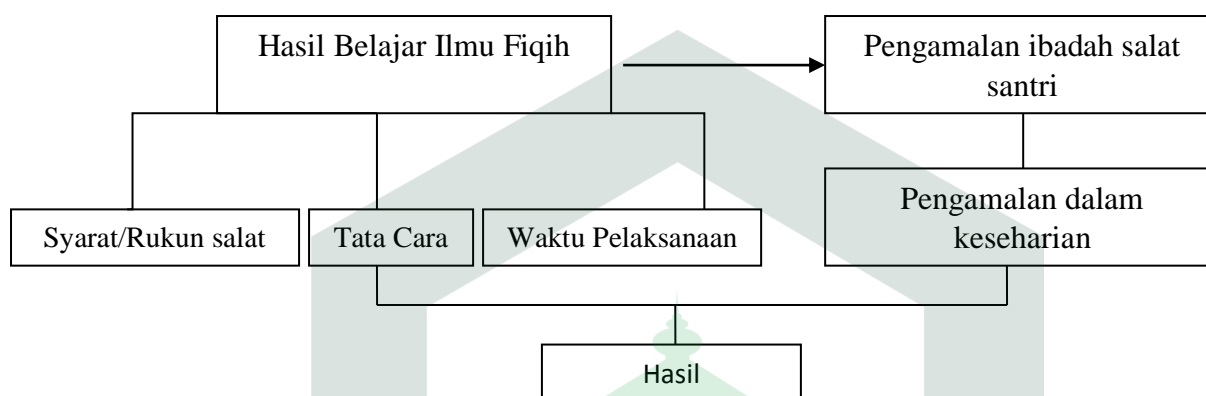 Hasil Belajar Ilmu Fiqih
Pengamalan ibadah salat
santri
Pengamalan dalam
keseharian
Syarat/Rukun salat
Tata Cara
Waktu Pelaksanaan
Hasil